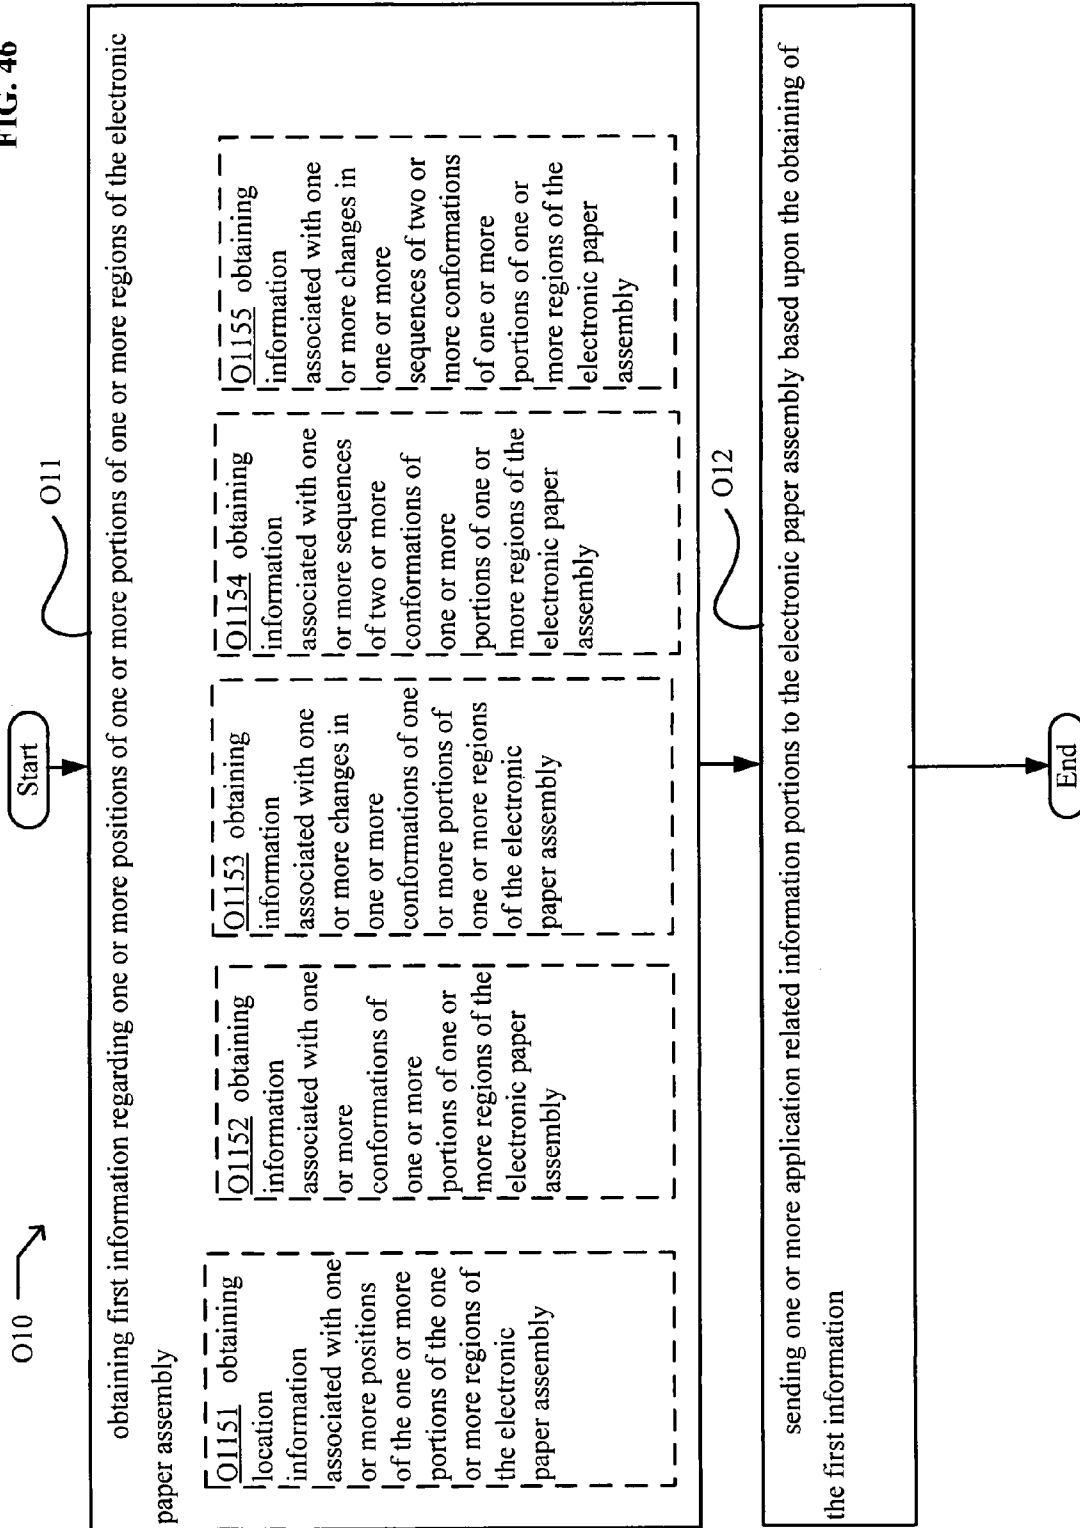 FIG. 46
O10
Start
O11
obtaining first information regarding one or more positions of one or more portions of one or more regions of the electronic
paper assembly
O1151 obtaining
location
information
associated with one
or more positions
of the one or more
portions of the one
or more regions of
the electronic
paper assembly
O1152 obtaining
information
associated with one
or more
conformations of
one or more
portions of one or
more regions of the
electronic paper
assembly
O1153 obtaining
information
associated with one
or more changes in
one or more
conformations of one
or more portions of
one or more regions
of the electronic
paper assembly
O1154 obtaining
information
associated with one
or more sequences
of two or more
conformations of
one or more
portions of one or
more regions of the
electronic paper
assembly
O1155 obtaining
information
associated with one
or more changes in
one or more
sequences of two or
more conformations
of one or more
portions of one or
more regions of the
electronic paper
assembly
O12
sending one or more application related information portions to the electronic paper assembly based upon the obtaining of
the first information
End